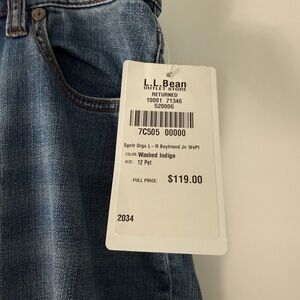 L.L.Bean
OUTLET STORE
RETURNED
10001 71346
520006
7C505 00000
Sgntr Orgc L - R Boyfriend Jn WePt
COLOR: Washed Indigo
SIZE: 12 Pet
FULL PRICE: $119.00
2034